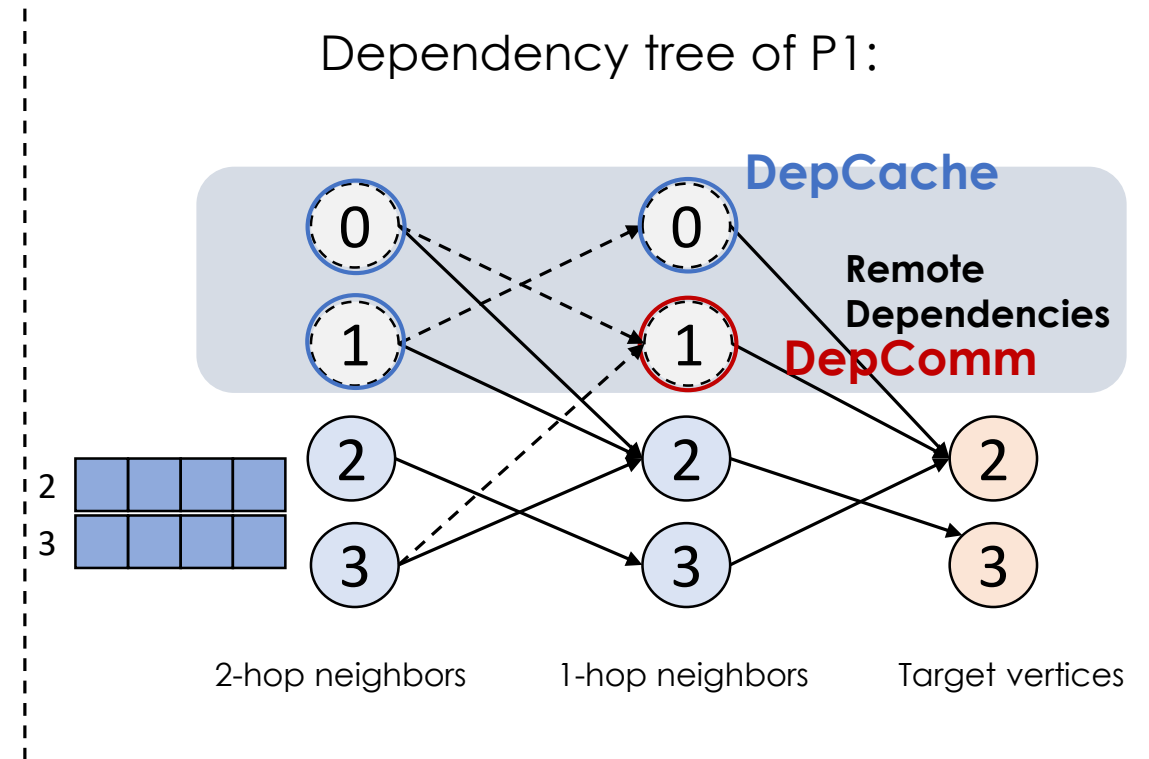 Dependency tree of P1:
DepCache
0
0
Remote
Dependencies
1
1
DepComm
2
2
2
2
3
3
3
3
2-hop neighbors
1-hop neighbors
Target vertices